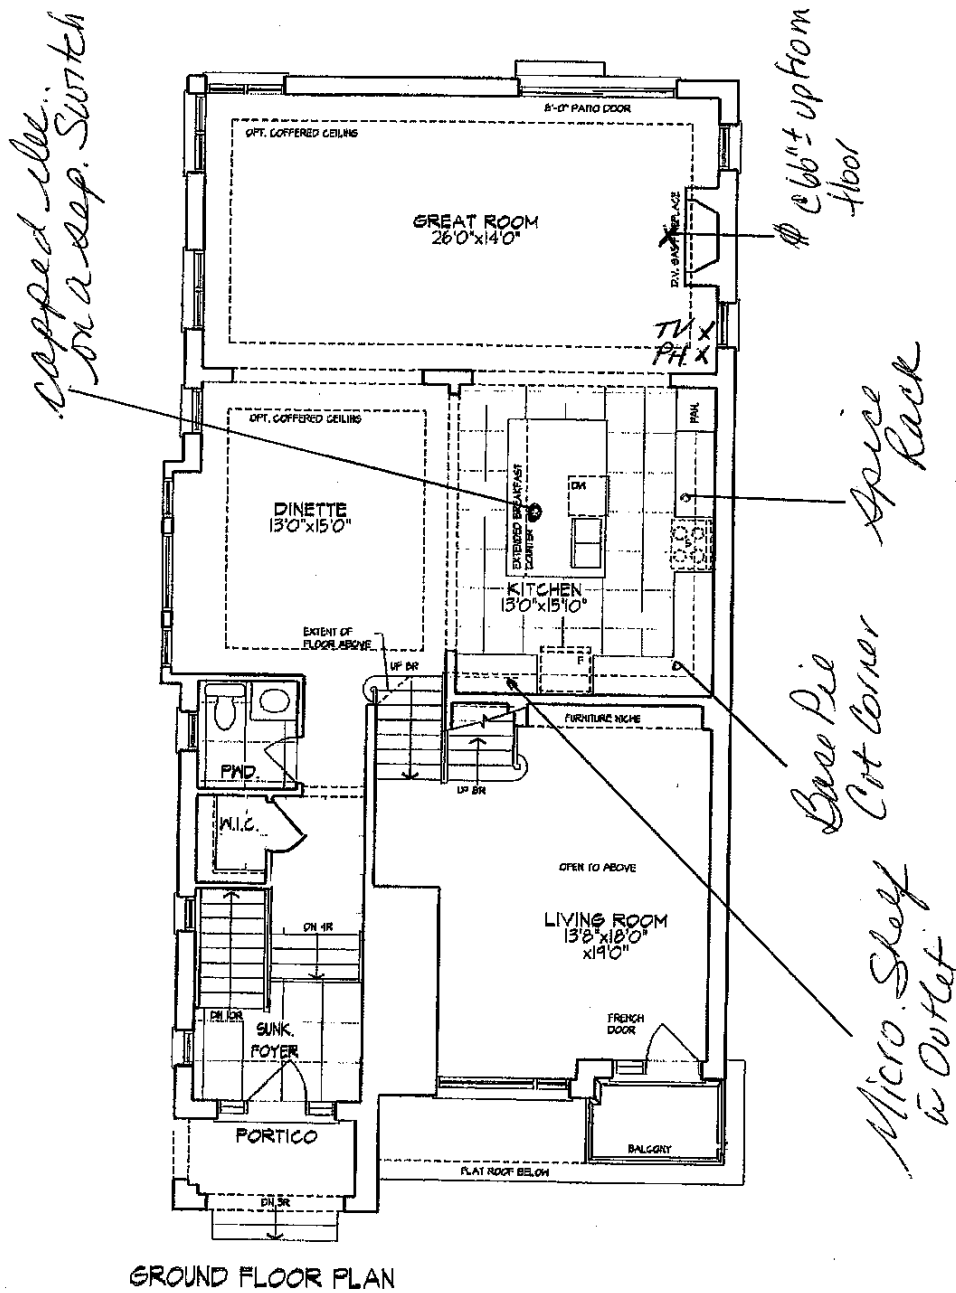 capped elec..
on a sep. Switch
@ 66"± up from
floor
8'-0" PATIO DOOR
OPT. COFFERED CEILING
GREAT ROOM
26'0"x14'0"
D.V. GAS FIREPLACE
TV X
PH. X
Spice
Rack
OPT. COFFERED CEILING
PAN.
DINETTE
13'0"x15'0"
EXTENDED BREAKFAST
COUNTER
DW
KITCHEN
13'0"x15'10"
EXTENT OF
FLOOR ABOVE
F
UP BR
Base Pie
Cut Corner
FURNITURE NICHE
PWD.
UP BR
W.I.C.
OPEN TO ABOVE
LIVING ROOM
13'8"x18'0"
x19'0"
DN 4R
Micro. Shelf
w Outlet
DN 10R
SUNK.
FOYER
FRENCH
DOOR
PORTICO
BALCONY
FLAT ROOF BELOW
DN 3R
GROUND FLOOR PLAN